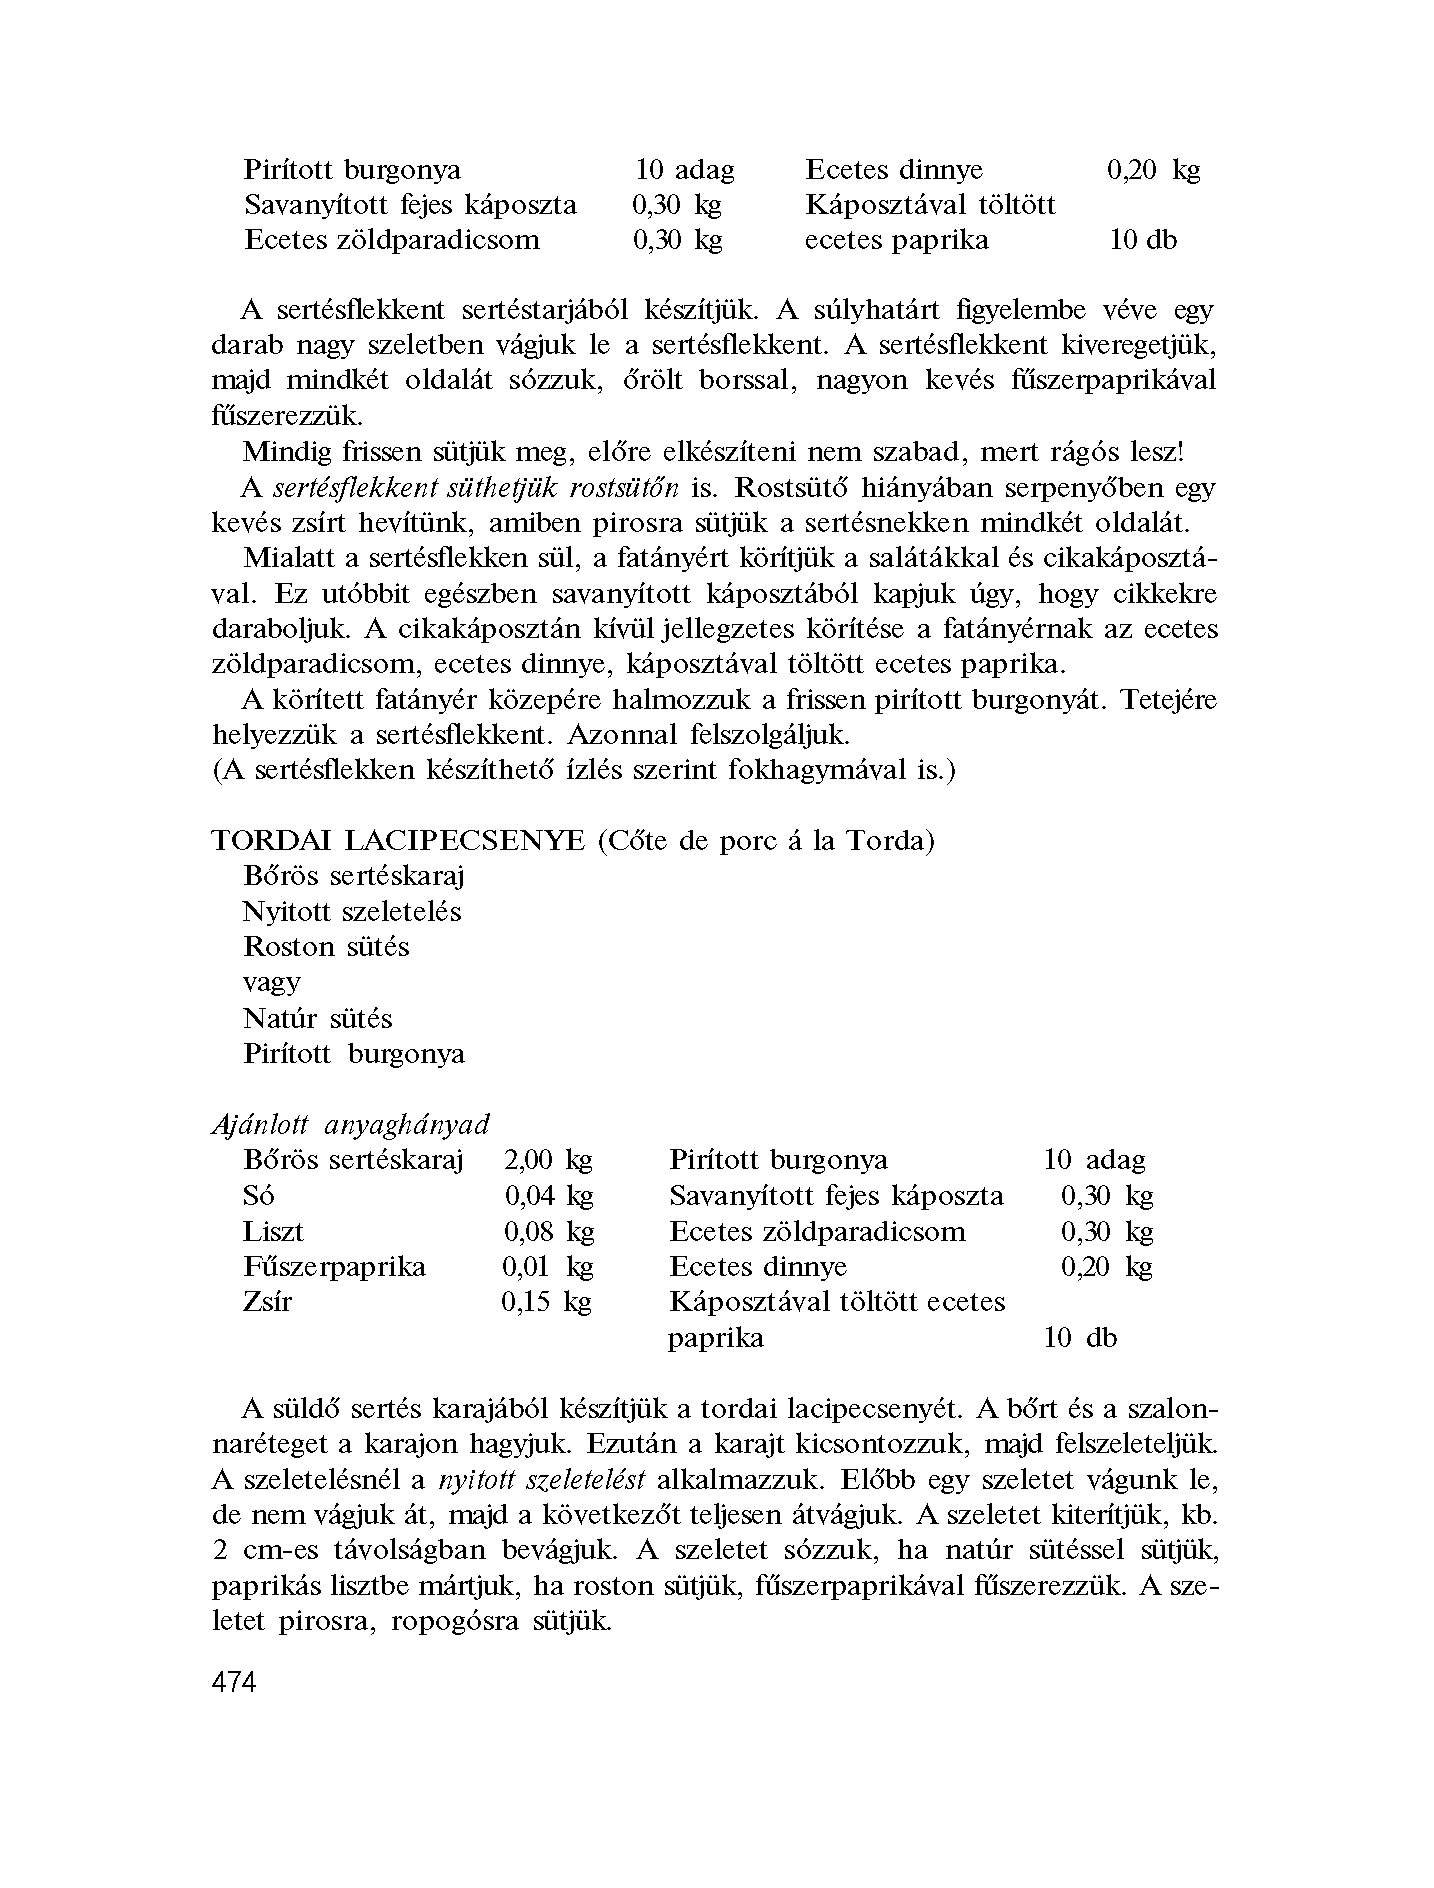 Pirított burgonya 10 adag Ecetes dinnye 0,20 kg
Savanyított fejes káposzta 0,30 kg Káposztával töltött
Ecetes zöldparadicsom 0,30 kg ecetes paprika 10 db
A sertésflekkent sertéstarjából készítjük. A súlyhatárt figyelembe véve egy
darab nagy szeletben vágjuk le a sertésflekkent. A sertésflekkent kiveregetjük,
majd mindkét oldalát sózzuk, őrölt borssal, nagyon kevés fűszerpaprikával
fűszerezzük.
Mindig frissen sütjük meg, előre elkészíteni nem szabad, mert rágós lesz!
A sertésflekkent süthetjük rostsütőn is. Rostsütő hiányában serpenyőben egy
kevés zsírt hevítünk, amiben pirosra sütjük a sertésnekken mindkét oldalát.
Mialatt a sertésflekken sül, a fatányért körítjük a salátákkal és cikakáposztá-
val. Ez utóbbit egészben savanyított káposztából kapjuk úgy, hogy cikkekre
daraboljuk. A cikakáposztán kívül jellegzetes körítése a fatányérnak az ecetes
zöldparadicsom, ecetes dinnye, káposztával töltött ecetes paprika.
A körített fatányér közepére halmozzuk a frissen pirított burgonyát. Tetejére
helyezzük a sertésflekkent. Azonnal felszolgáljuk.
(A sertésflekken készíthető ízlés szerint fokhagymával is.)
TORDAI LACIPECSENYE (Cőte de porc á la Torda)
Bőrös sertéskaraj
Nyitott szeletelés
Roston sütés
vagy
Natúr sütés
Pirított burgonya
Ajánlott anyaghányad
Bőrös sertéskaraj 2,00 kg Pirított burgonya 10 adag
Só 0,04 kg Savanyított fejes káposzta 0,30 kg
Liszt 0,08 kg Ecetes zöldparadicsom 0,30 kg
Fűszerpaprika 0,01 kg Ecetes dinnye 0,20 kg
Zsír 0,15 kg Káposztával töltött ecetes
paprika 10 db
A süldő sertés karajából készítjük a tordai lacipecsenyét. A bőrt és a szalon-
naréteget a karajon hagyjuk. Ezután a karajt kicsontozzuk, majd felszeleteljük.
A szeletelésnél a nyitott szeletelést alkalmazzuk. Előbb egy szeletet vágunk le,
de nem vágjuk át, majd a következőt teljesen átvágjuk. A szeletet kiterítjük, kb.
2 cm-es távolságban bevágjuk. A szeletet sózzuk, ha natúr sütéssel sütjük,
paprikás lisztbe mártjuk, ha roston sütjük, fűszerpaprikával fűszerezzük. A sze-
letet pirosra, ropogósra sütjük.
474